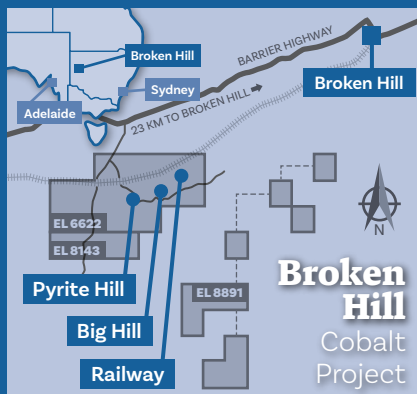 Broken Hill
Sydney
Adelaide
BARRIER HIGHWAY
23 KM TO BROKEN HILL
Broken Hill
EL 6622
EL 8143
EL 8891
N
Pyrite Hill
Big Hill
Railway
Broken
Hill
Cobalt
Project